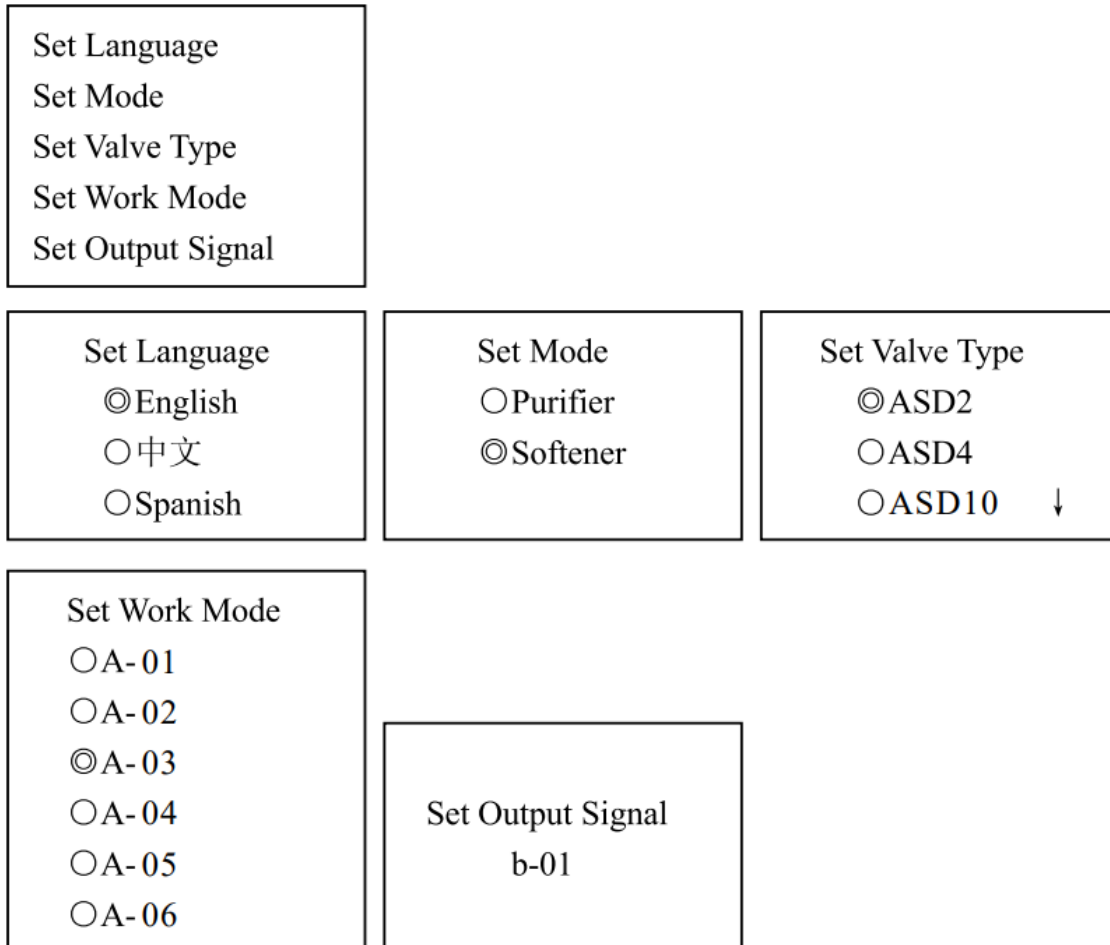 Set Language
Set Mode
Set Valve Type
Set Work Mode
Set Output Signal
Set Language
◎English
○中文
○Spanish
Set Mode
○Purifier
◎Softener
Set Valve Type
◎ASD2
○ASD4
○ASD10 ↓
Set Work Mode
○A-01
○A-02
◎A-03
○A-04
○A-05
○A-06
Set Output Signal
b-01